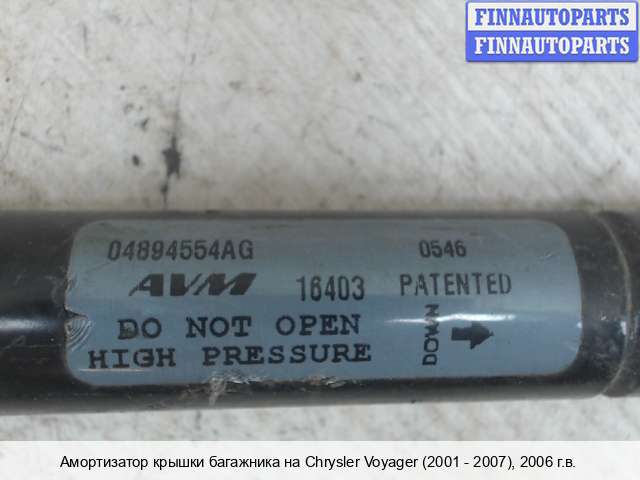 FINNAUTOPARTS
FINNAUTOPARTS
04894554AG 0546
AVM 16403 PATENTED
DO NOT OPEN
HIGH PRESSURE
DOWN
Амортизатор крышки багажника на Chrysler Voyager (2001 - 2007), 2006 г.в.